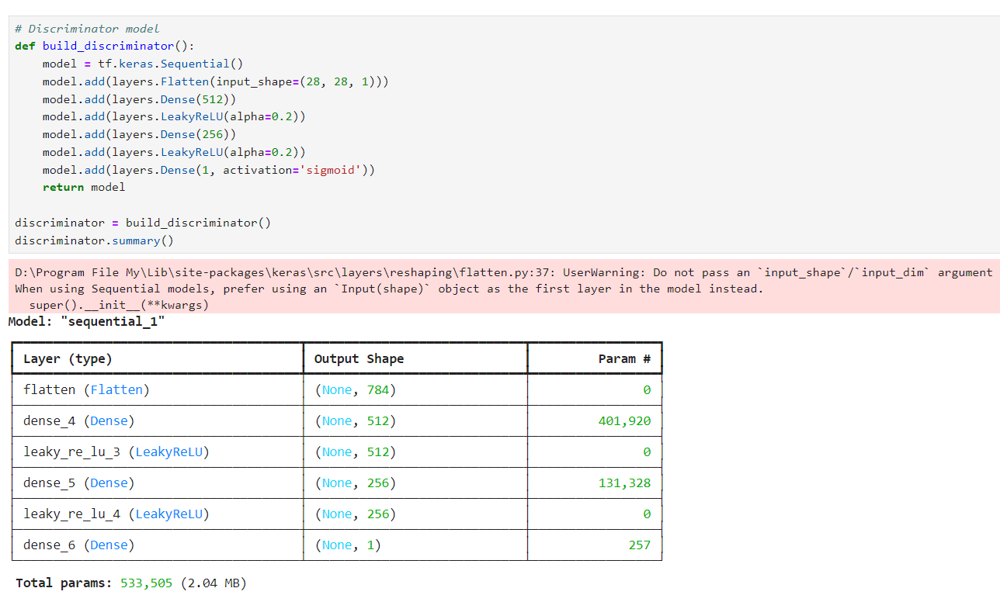 # Discriminator model
def build_discriminator():
    model = tf.keras.Sequential()
    model.add(layers.Flatten(input_shape=(28, 28, 1)))
    model.add(layers.Dense(512))
    model.add(layers.LeakyReLU(alpha=0.2))
    model.add(layers.Dense(256))
    model.add(layers.LeakyReLU(alpha=0.2))
    model.add(layers.Dense(1, activation='sigmoid'))
    return model

discriminator = build_discriminator()
discriminator.summary()
D:\Program File My\Lib\site-packages\keras\src\layers\reshaping\flatten.py:37: UserWarning: Do not pass an `input_shape`/`input_dim` argument
When using Sequential models, prefer using an `Input(shape)` object as the first layer in the model instead.
  super().__init__(**kwargs)
Model: "sequential_1"
Layer (type) Output Shape Param #
flatten (Flatten) (None, 784) 0
dense_4 (Dense) (None, 512) 401,920
leaky_re_lu_3 (LeakyReLU) (None, 512) 0
dense_5 (Dense) (None, 256) 131,328
leaky_re_lu_4 (LeakyReLU) (None, 256) 0
dense_6 (Dense) (None, 1) 257
Total params: 533,505 (2.04 MB)